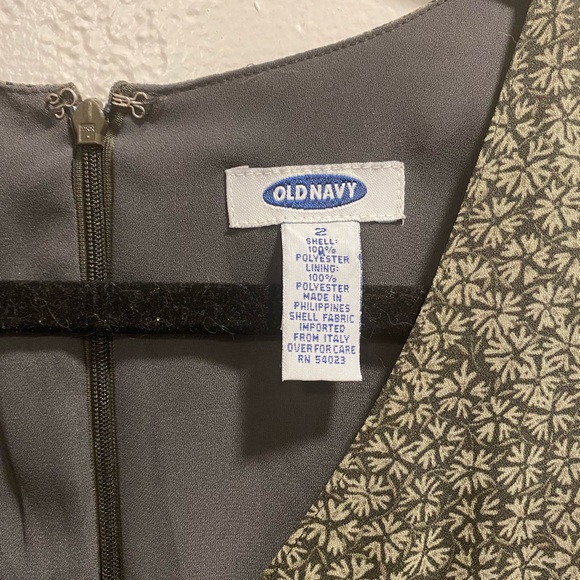 OLD NAVY
2
SHELL:
100%
POLYESTER
LINING:
100%
POLYESTER
MADE IN
PHILIPPINES
SHELL FABRIC
IMPORTED
FROM ITALY
OVER FOR CARE
RN 54023